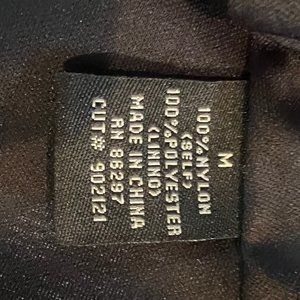 M
100%NYLON
(SELF)
100%POLYESTER
(LINING)
MADE IN CHINA
RN 86297
CUT# 902121